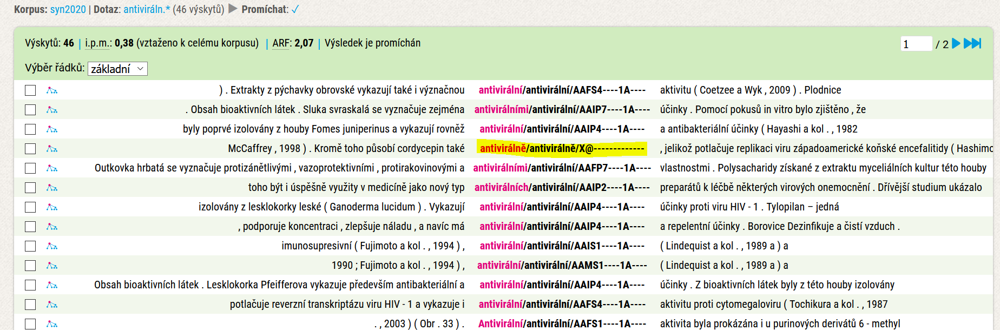 Korpus: syn2020 | Dotaz: antiviráln.* (46 výskytů) ▶ Promíchat: ✓
Výskytů: 46 | i.p.m.: 0,38 (vztaženo k celému korpusu) | ARF: 2,07 | Výsledek je promíchán 1 / 2
Výběr řádků: základní
) . Extrakty z pýchavky obrovské vykazují také i význačnou antivirální/antivirální/AAFS4----1A---- aktivitu ( Coetzee a Wyk , 2009 ) . Plodnice
. Obsah bioaktivních látek . Sluka svraskalá se vyznačuje zejména antivirálními/antivirální/AAIP7----1A---- účinky . Pomocí pokusů in vitro bylo zjištěno , že
byly poprvé izolovány z houby Fomes juniperinus a vykazují rovněž antivirální/antivirální/AAIP4----1A---- a antibakteriální účinky ( Hayashi a kol . , 1982
McCaffrey , 1998 ) . Kromě toho působí cordycepin také antivirálně/antivirálně/X@------------- , jelikož potlačuje replikaci viru západoamerické koňské encefalitidy ( Hashimo
Outkovka hrbatá se vyznačuje protizánětlivými , vazoprotektivními , protirakovinovými a antivirálními/antivirální/AAFP7----1A---- vlastnostmi . Polysacharidy získané z extraktu myceliálních kultur této houby
toho být i úspěšně využity v medicíně jako nový typ antivirálních/antivirální/AAIP2----1A---- preparátů k léčbě některých virových onemocnění . Dřívější studium ukázalo
izolovány z lesklokorky leské ( Ganoderma lucidum ) . Vykazují antivirální/antivirální/AAIP4----1A---- účinky proti viru HIV - 1 . Tylopilan – jedná
, podporuje koncentraci , zlepšuje náladu , a navíc má antivirální/antivirální/AAIP4----1A---- a repelentní účinky . Borovice Dezinfikuje a čistí vzduch .
imunosupresivní ( Fujimoto a kol . , 1994 ) , antivirální/antivirální/AAIS1----1A---- ( Lindequist a kol . , 1989 a ) a
1990 ; Fujimoto a kol . , 1994 ) , antivirální/antivirální/AAMS1----1A---- ( Lindequist a kol . , 1989 a ) a
Obsah bioaktivních látek . Lesklokorka Pfeifferova vykazuje především antibakteriální a antivirální/antivirální/AAIP4----1A---- účinky . Z bioaktivních látek byly z této houby izolovány
potlačuje reverzní transkriptázu viru HIV - 1 a vykazuje i antivirální/antivirální/AAFS4----1A---- aktivitu proti cytomegaloviru ( Tochikura a kol . , 1987
. , 2003 ) ( Obr . 33 ) . Antivirální/antivirální/AAFS1----1A---- aktivita byla prokázána i u purinových derivátů 6 - methyl